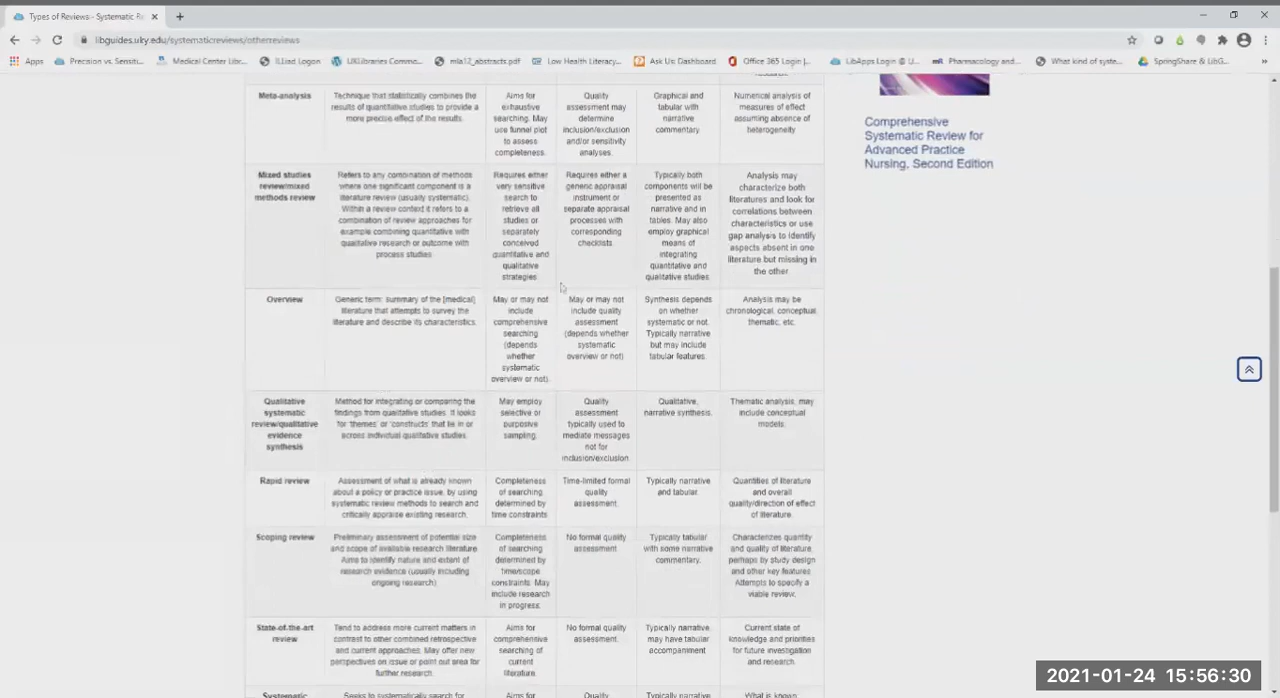 Types of Reviews - Systematic Re
libguides.uky.edu/systematicreviews/otherreviews
Apps
Precision vs. Sensiti...
Medical Center Libr...
ILLiad Logon
UKLibraries Commo...
mla12_abstracts.pdf
Low Health Literacy...
Ask Us: Dashboard
Office 365 Login |...
LibApps Login @ U...
Pharmacology and...
What kind of syste...
SpringShare & LibG...
Meta-analysis
Technique that statistically combines the
results of quantitative studies to provide a
more precise effect of the results.
Aims for
exhaustive
searching. May
use funnel plot
to assess
completeness.
Quality
assessment may
determine
inclusion/exclusion
and/or sensitivity
analyses.
Graphical and
tabular with
narrative
commentary.
Numerical analysis of
measures of effect
assuming absence of
heterogeneity
Mixed studies
review/mixed
methods review
Refers to any combination of methods
where one significant component is a
literature review (usually systematic).
Within a review context it refers to a
combination of review approaches for
example combining quantitative with
qualitative research or outcome with
process studies
Requires either
very sensitive
search to
retrieve all
studies or
separately
conceived
quantitative and
qualitative
strategies
Requires either a
generic appraisal
instrument or
separate appraisal
processes with
corresponding
checklists.
Typically both
components will be
presented as
narrative and in
tables. May also
employ graphical
means of
integrating
quantitative and
qualitative studies.
Analysis may
characterize both
literatures and look for
correlations between
characteristics or use
gap analysis to identify
aspects absent in one
literature but missing in
the other
Overview
Generic term: summary of the [medical]
literature that attempts to survey the
literature and describe its characteristics.
May or may not
include
comprehensive
searching
(depends
whether
systematic
overview or not).
May or may not
include quality
assessment
(depends whether
systematic
overview or not)
Synthesis depends
on whether
systematic or not.
Typically narrative
but may include
tabular features.
Analysis may be
chronological, conceptual,
thematic, etc.
Qualitative
systematic
review/qualitative
evidence
synthesis
Method for integrating or comparing the
findings from qualitative studies. It looks
for 'themes' or 'constructs' that lie in or
across individual qualitative studies.
May employ
selective or
purposive
sampling.
Quality
assessment
typically used to
mediate messages
not for
inclusion/exclusion
Qualitative,
narrative synthesis.
Thematic analysis, may
include conceptual
models.
Rapid review
Assessment of what is already known
about a policy or practice issue, by using
systematic review methods to search and
critically appraise existing research.
Completeness
of searching
determined by
time constraints
Time-limited formal
quality
assessment.
Typically narrative
and tabular
Quantities of literature
and overall
quality/direction of effect
of literature.
Scoping review
Preliminary assessment of potential size
and scope of available research literature
Aims to identify nature and extent of
research evidence (usually including
ongoing research)
Completeness
of searching
determined by
time/scope
constraints. May
include research
in progress.
No formal quality
assessment
Typically tabular
with some narrative
commentary.
Characterizes quantity
and quality of literature
perhaps by study design
and other key features
Attempts to specify a
viable review.
State-of-the-art
review
Tend to address more current matters in
contrast to other combined retrospective
and current approaches. May offer new
perspectives on issue or point out area for
further research.
Aims for
comprehensive
searching of
current
literature.
No formal quality
assessment.
Typically narrative
may have tabular
accompaniment
Current state of
knowledge and priorities
for future investigation
and research.
Systematic
Seeks to systematically search for
Aims for
Quality
Typically narrative
What is known
Comprehensive
Systematic Review for
Advanced Practice
Nursing, Second Edition
2021-01-24 15:56:30